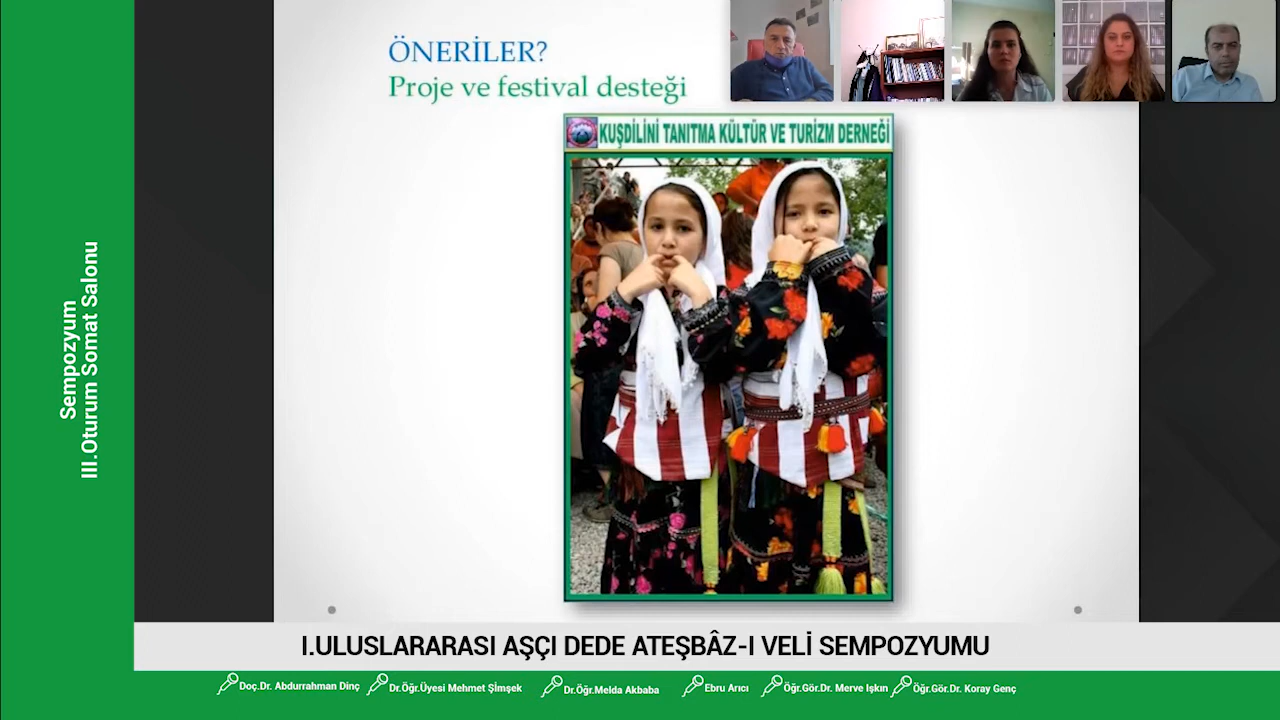 ÖNERİLER?
Proje ve festival desteği
KUŞDİLİNİ TANITMA KÜLTÜR VE TURİZM DERNEĞİ
Sempozyum
III.Oturum Somat Salonu
I.ULUSLARARASI AŞÇI DEDE ATEŞBÂZ-I VELİ SEMPOZYUMU
Doç.Dr. Abdurrahman Dinç
Dr.Öğr.Üyesi Mehmet Şimşek
Dr.Öğr.Melda Akbaba
Ebru Arıcı
Öğr.Gör.Dr. Merve Işkın
Öğr.Gör.Dr. Koray Genç